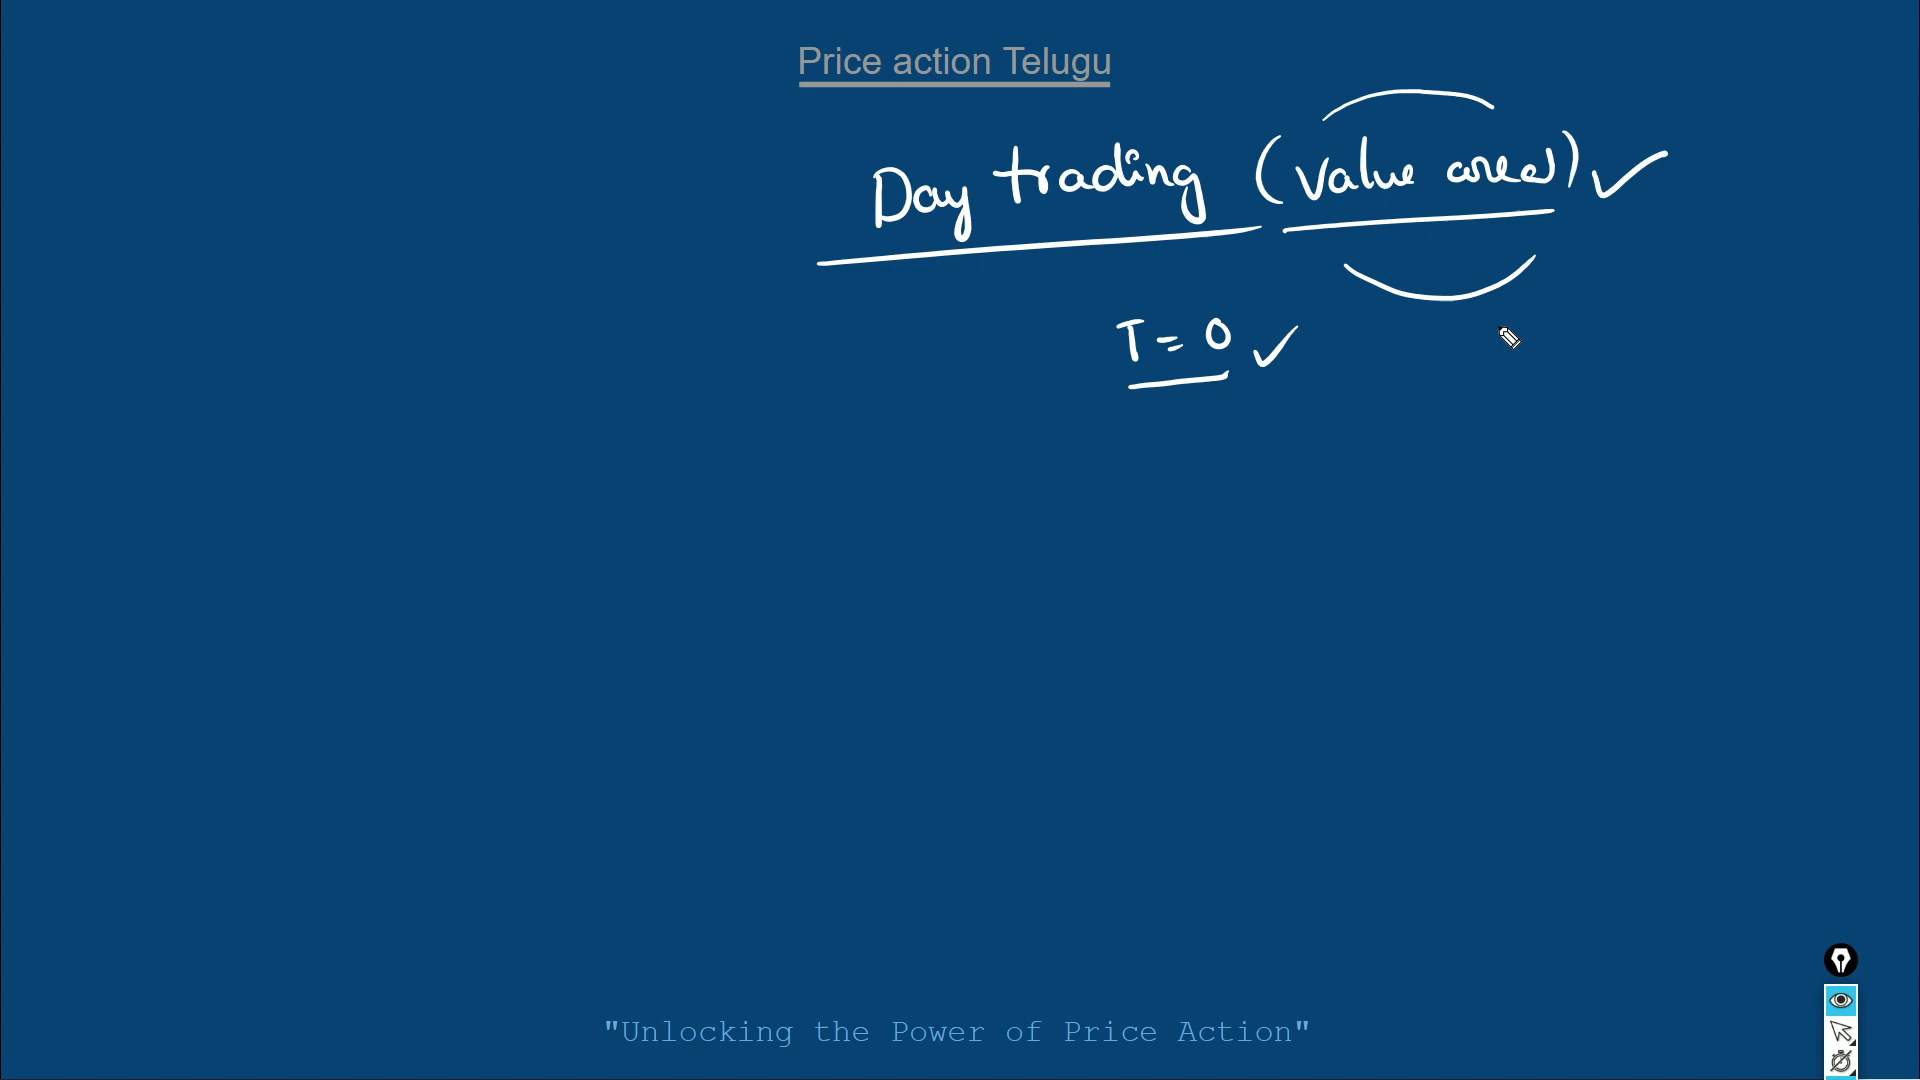 Price action Telugu
Day trading (value area)
T = 0
"Unlocking the Power of Price Action"